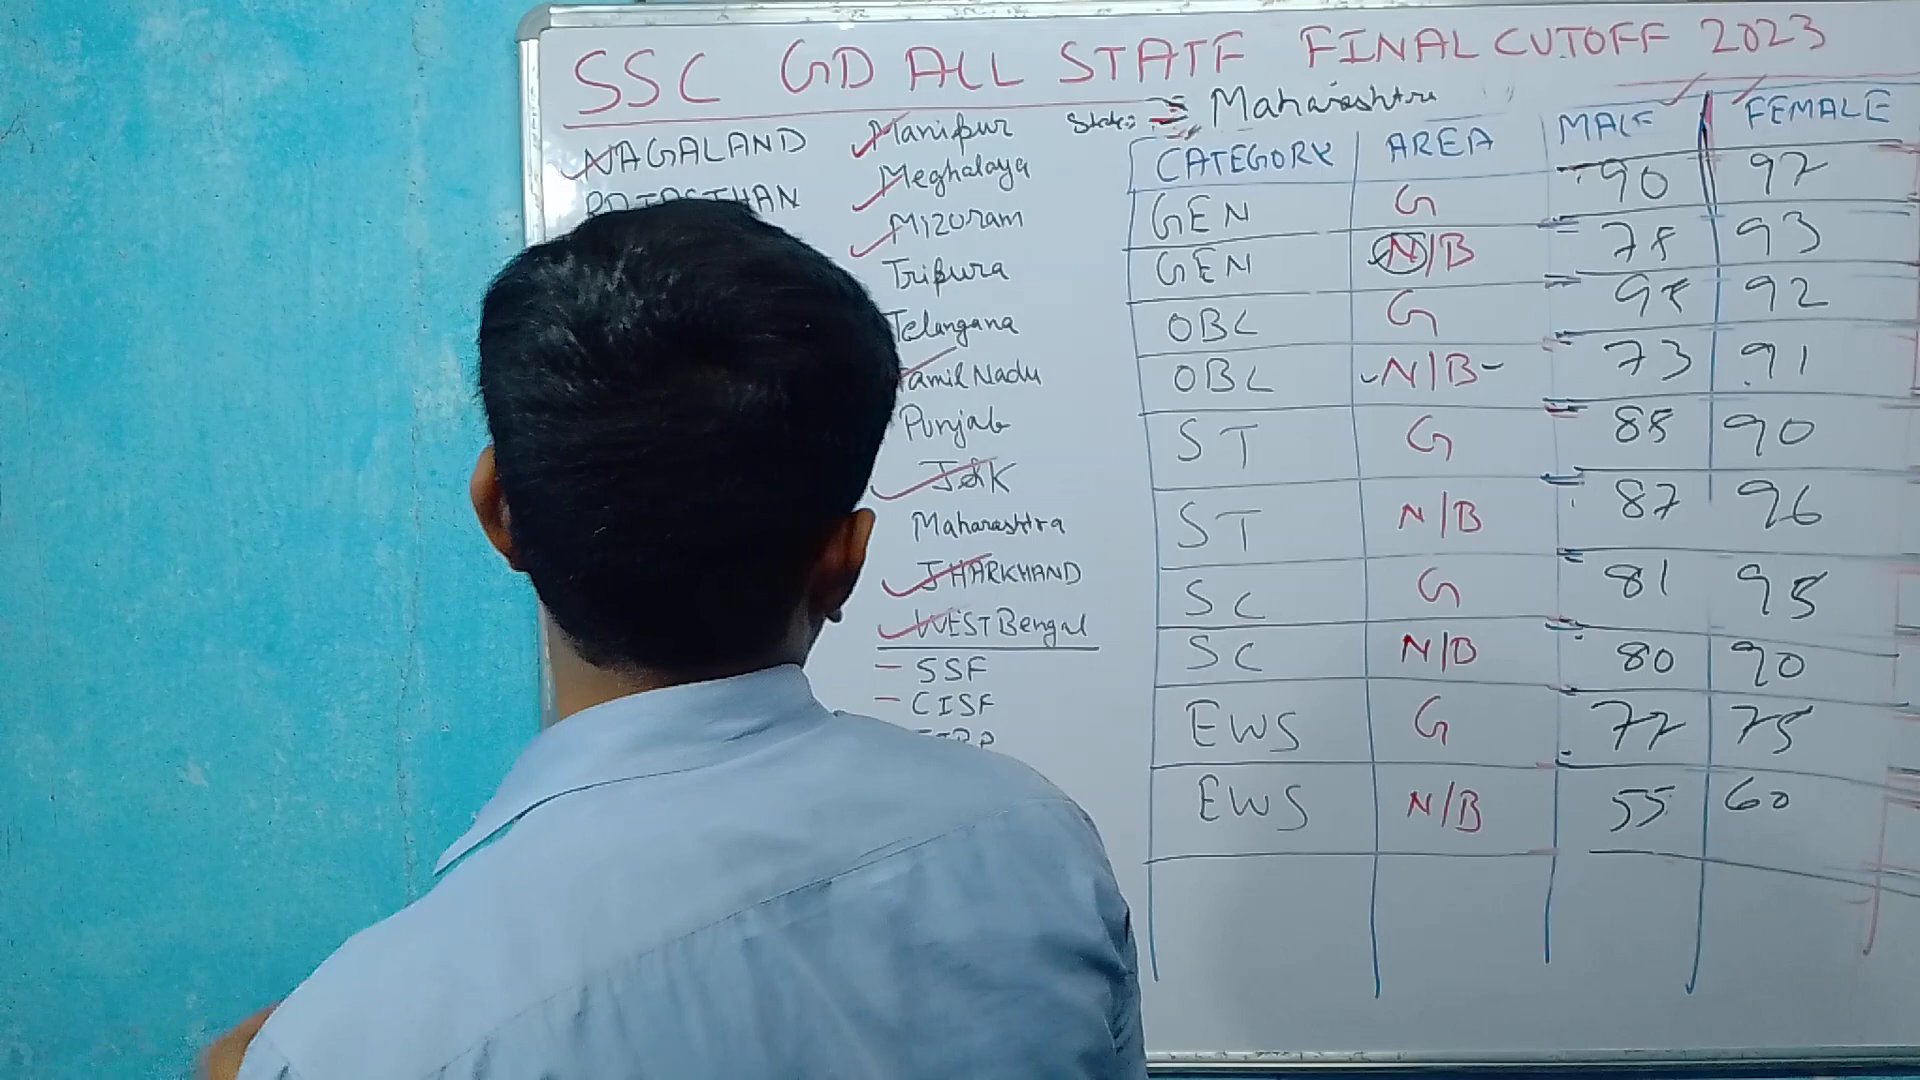 SSC GD ALL STATE FINAL CUTOFF 2023
State:- Maharashtra
NAGALAND
RAJASTHAN
Manipur
Meghalaya
Mizoram
Tripura
Telangana
Tamil Nadu
Punjab
J&K
Maharashtra
JHARKHAND
WEST Bengal
- SSF
- CISF
CATEGORY AREA MALE FEMALE
GEN G 90 97
GEN N/B 78 93
OBC G 98 92
OBC -N/B- 73 91
ST G 88 90
ST N/B 87 96
SC G 81 95
SC N/B 80 90
EWS G 77 75
EWS N/B 55 60